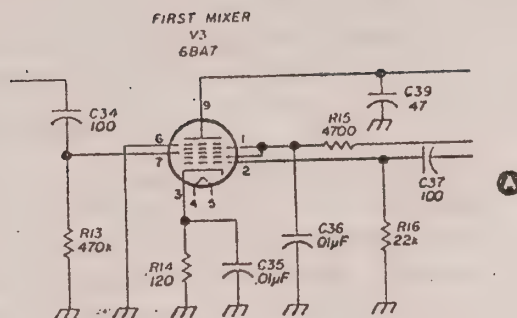 FIRST MIXER
V3
6BA7
9
C34
100
6
7
1
2
3
4
5
R15
4700
C39
47
C37
100
A
R13
470k
R14
120
C35
.01µF
C36
.01µF
R16
22k